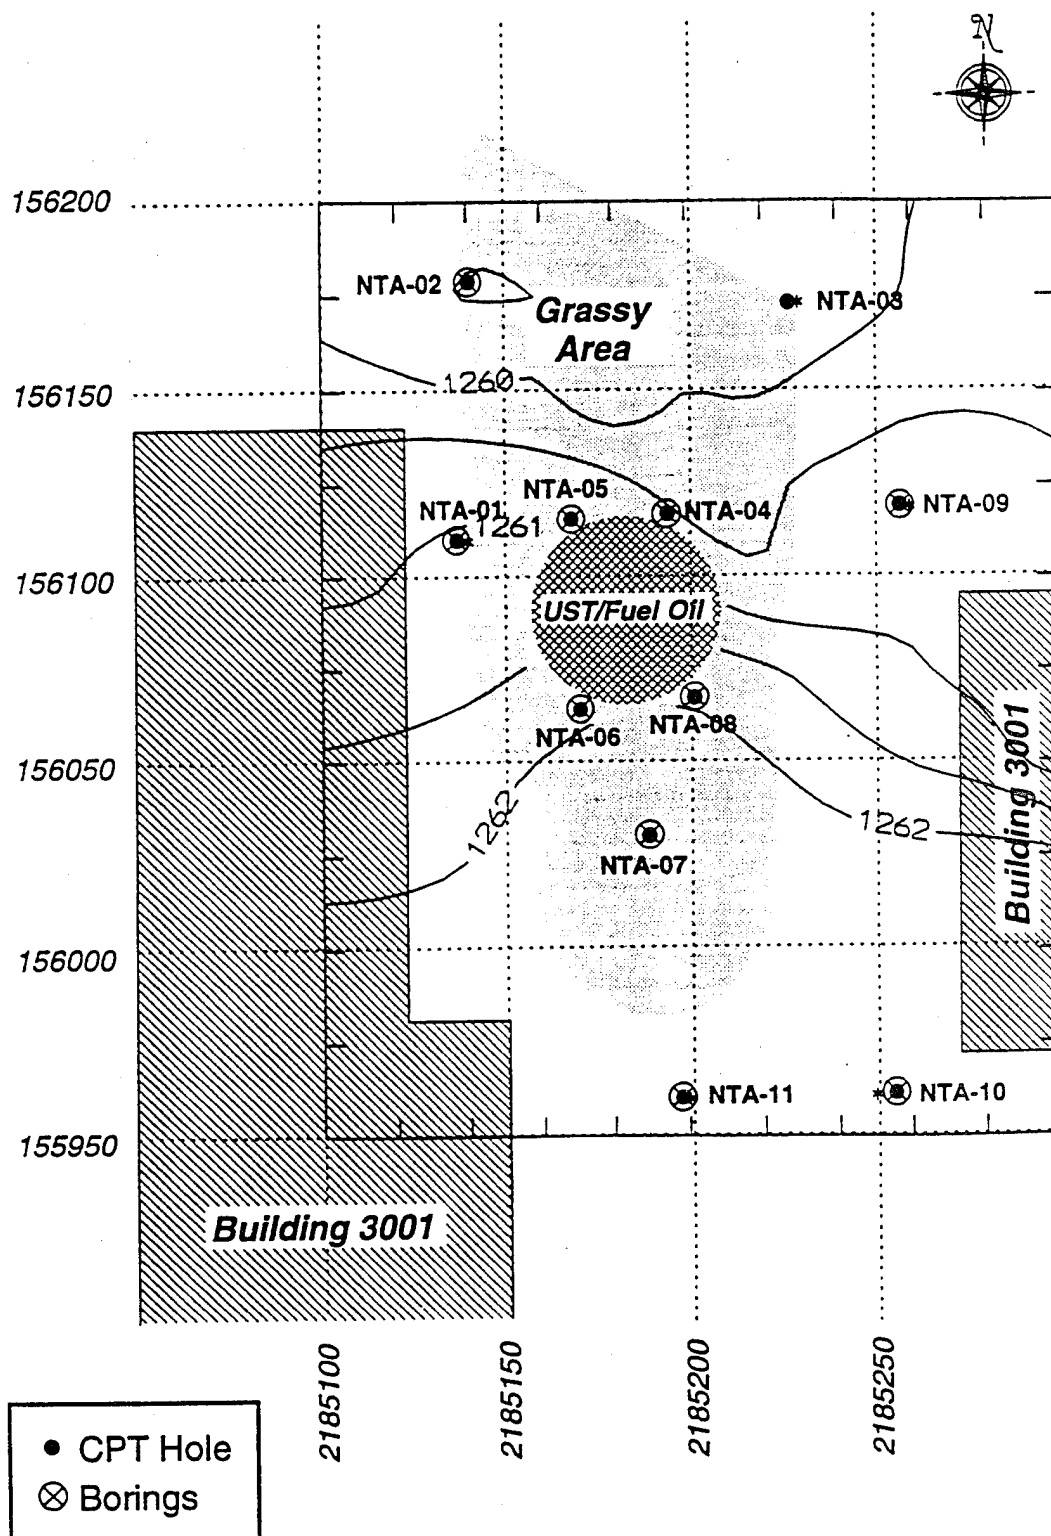 N
156200
NTA-02
Grassy
Area
NTA-03
1260
156150
NTA-05
NTA-01
1261
NTA-04
NTA-09
156100
UST/Fuel Oil
NTA-06
NTA-08
156050
1262
1262
Building 3001
NTA-07
156000
NTA-11
NTA-10
155950
Building 3001
2185100
2185150
2185200
2185250
CPT Hole
Borings